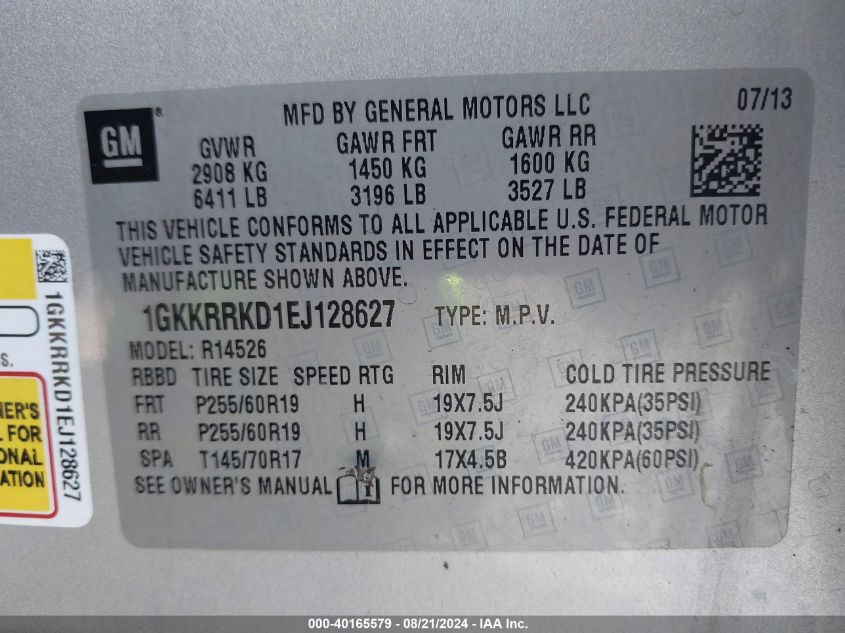 MFD BY GENERAL MOTORS LLC 07/13
GM ®
GVWR GAWR FRT GAWR RR
2908 KG 1450 KG 1600 KG
6411 LB 3196 LB 3527 LB
THIS VEHICLE CONFORMS TO ALL APPLICABLE U.S. FEDERAL MOTOR
VEHICLE SAFETY STANDARDS IN EFFECT ON THE DATE OF
MANUFACTURE SHOWN ABOVE.
1GKKRRKD1EJ128627 TYPE: M.P.V.
MODEL: R14526
RBBD TIRE SIZE SPEED RTG RIM COLD TIRE PRESSURE
FRT P255/60R19 H 19X7.5J 240KPA(35PSI)
RR P255/60R19 H 19X7.5J 240KPA(35PSI)
SPA T145/70R17 M 17X4.5B 420KPA(60PSI)
SEE OWNER'S MANUAL FOR MORE INFORMATION.
1GKKRRKD1EJ128627
S.
NER'S
L FOR
ONAL
ATION
000-40165579 - 08/21/2024 - IAA Inc.